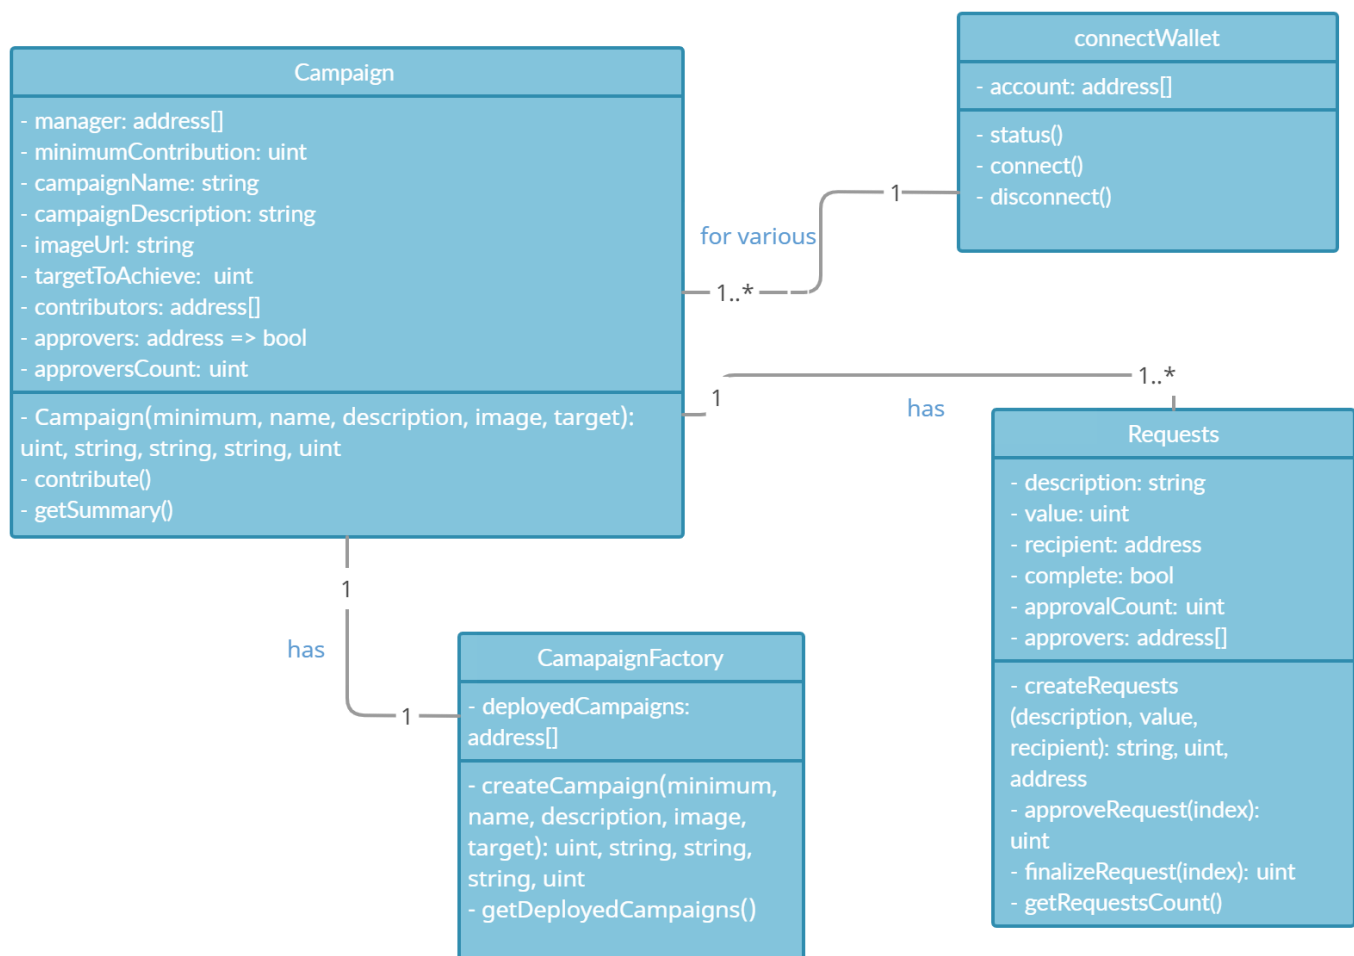 Campaign
- manager: address[]
- minimumContribution: uint
- campaignName: string
- campaignDescription: string
- imageUrl: string
- targetToAchieve:  uint
- contributors: address[]
- approvers: address => bool
- approversCount: uint
- Campaign(minimum, name, description, image, target):
uint, string, string, string, uint
- contribute()
- getSummary()
connectWallet
- account: address[]
- status()
- connect()
- disconnect()
1
for various
1..*
1
has
1..*
Requests
- description: string
- value: uint
- recipient: address
- complete: bool
- approvalCount: uint
- approvers: address[]
- createRequests
(description, value,
recipient): string, uint,
address
- approveRequest(index):
uint
- finalizeRequest(index): uint
- getRequestsCount()
1
has
1
CamapaignFactory
- deployedCampaigns:
address[]
- createCampaign(minimum,
name, description, image,
target): uint, string, string,
string, uint
- getDeployedCampaigns()